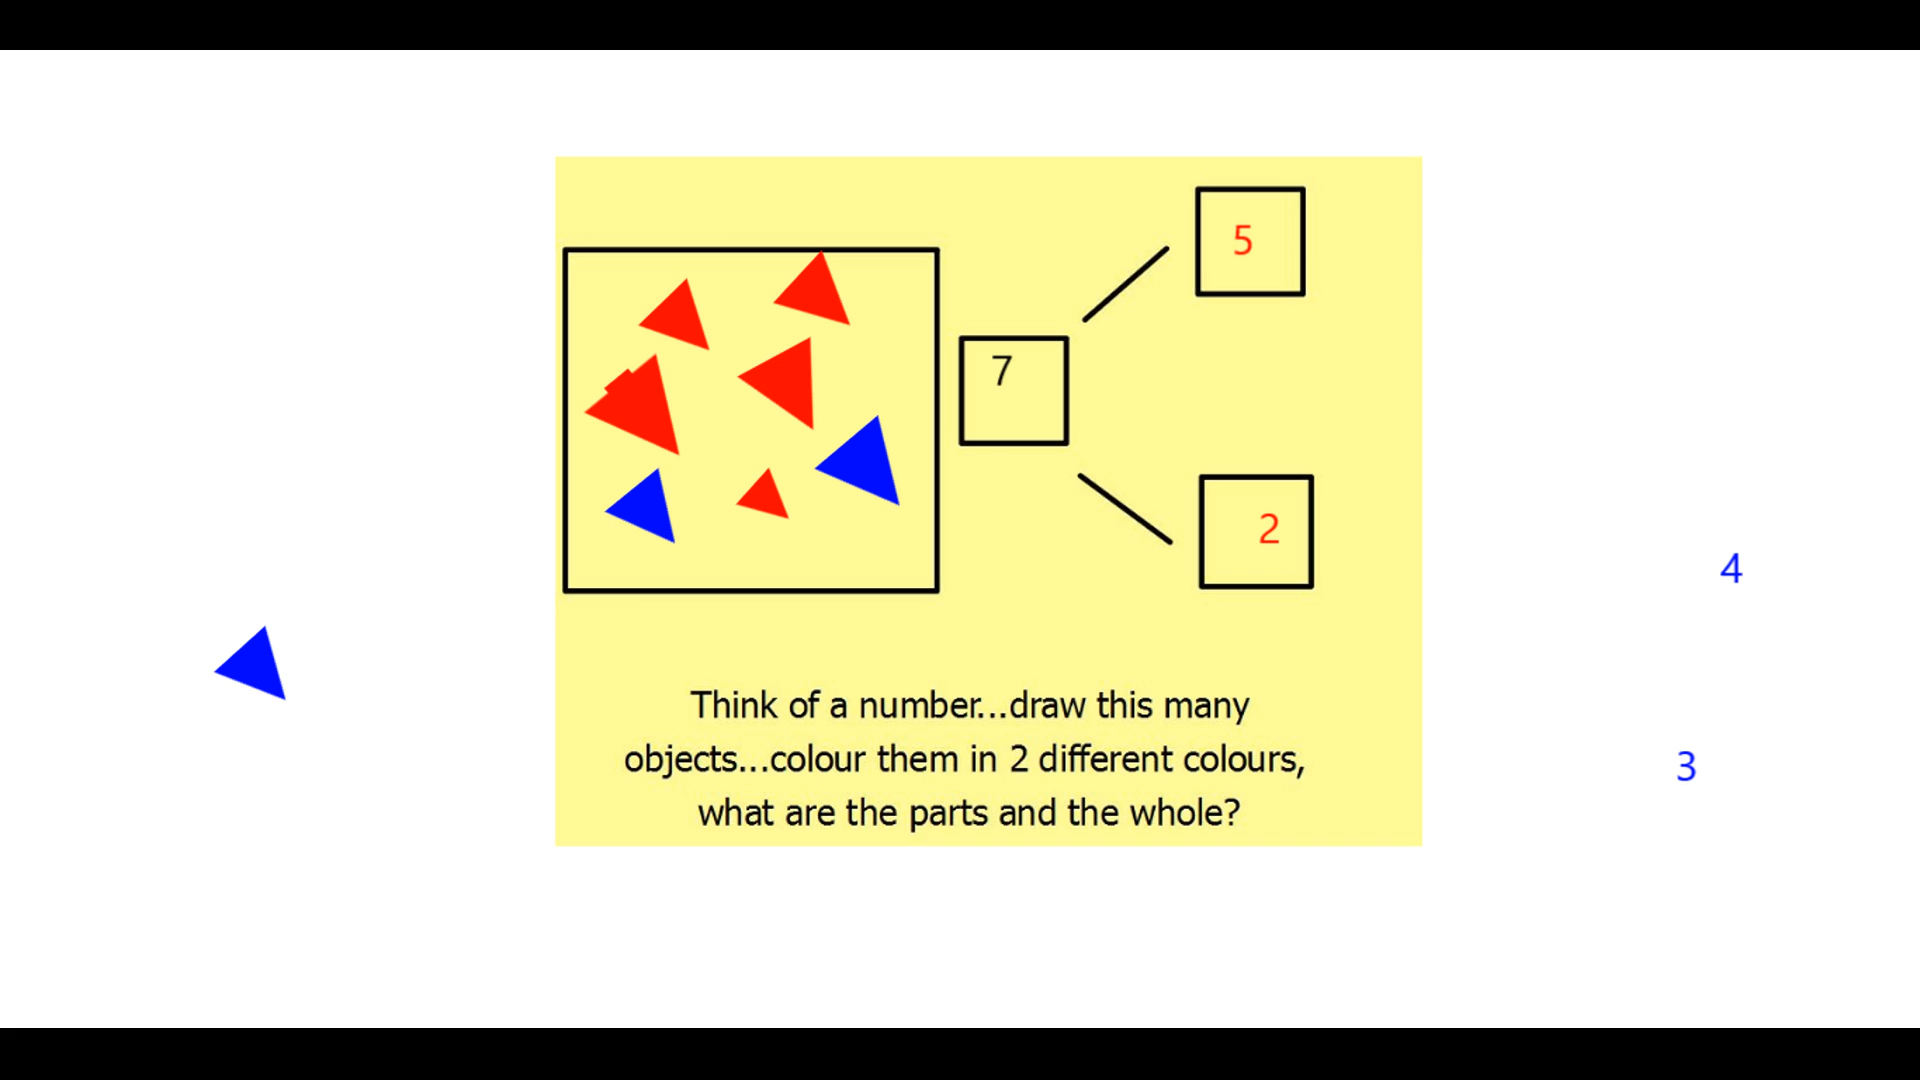 5
7
2
4
Think of a number...draw this many
objects...colour them in 2 different colours,
what are the parts and the whole?
3